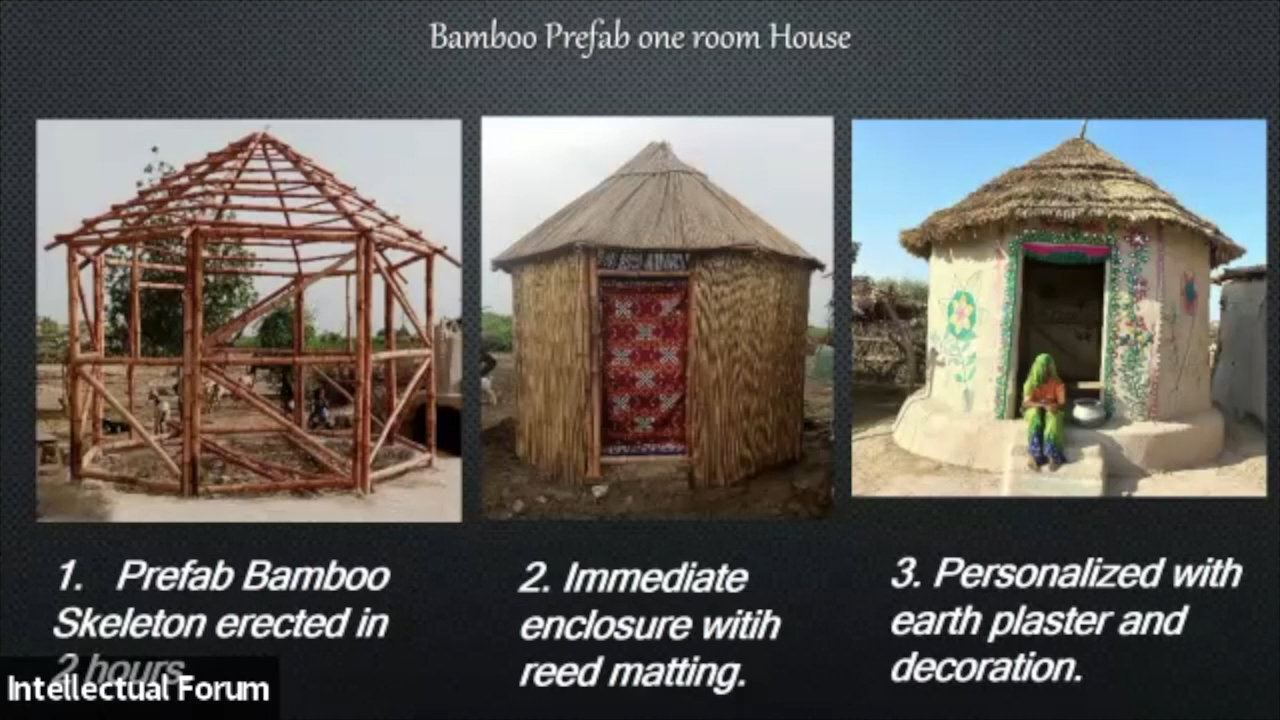 Bamboo Prefab one room House
1. Prefab Bamboo
Skeleton erected in
2 hours
2. Immediate
enclosure witih
reed matting.
3. Personalized with
earth plaster and
decoration.
Intellectual Forum